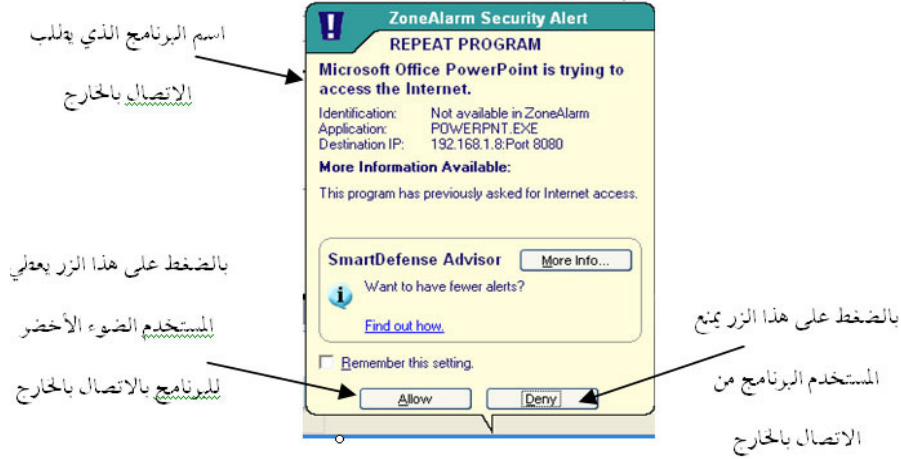 اسم البرنامج الذي يطلب
الاتصال بالخارج
ZoneAlarm Security Alert
REPEAT PROGRAM
Microsoft Office PowerPoint is trying to
access the Internet.
Identification: Not available in ZoneAlarm
Application: POWERPNT.EXE
Destination IP: 192.168.1.8:Port 8080
More Information Available:
This program has previously asked for Internet access.
SmartDefense Advisor More Info...
Want to have fewer alerts?
Find out how.
Remember this setting.
Allow Deny
بالضغط على هذا الزر يعطي
المستخدم الضوء الأخضر
للبرنامج بالاتصال بالخارج
بالضغط على هذا الزر يمنع
المستخدم البرنامج من
الاتصال بالخارج